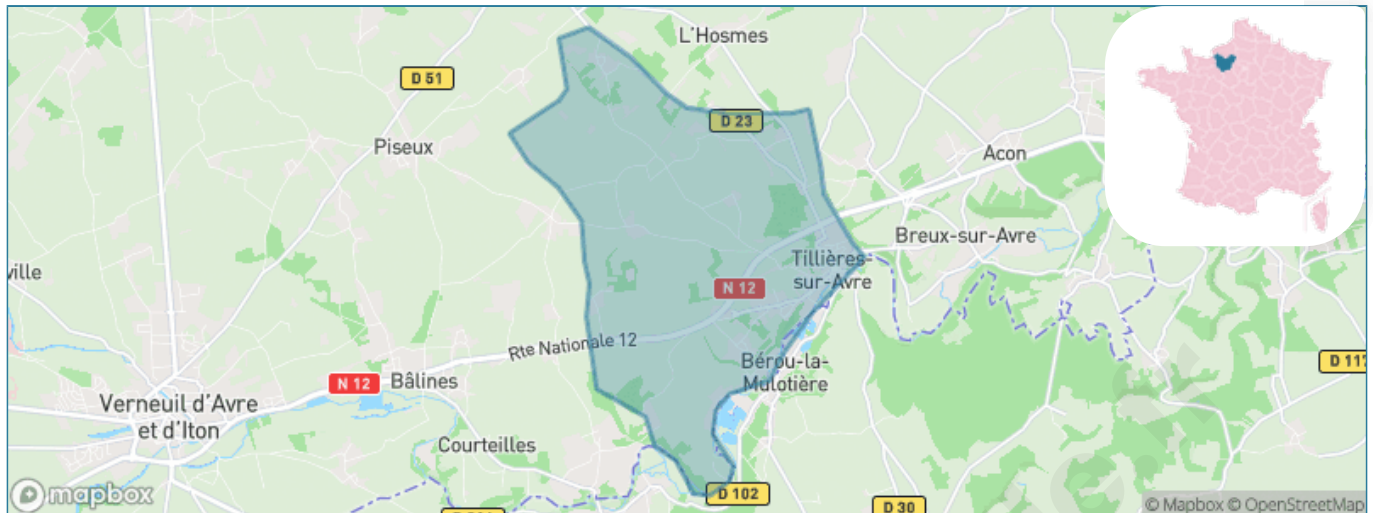 L'Hosmes
D 51
D 23
Piseux
Acon
Breux-sur-Avre
ville
Tillières-
sur-Avre
N 12
Rte Nationale 12
Bérou-la-
Mulotière
D 117
N 12
Bâlines
Verneuil d'Avre
et d'Iton
Courteilles
D 102
D 30
mapbox
© Mapbox © OpenStreetMap